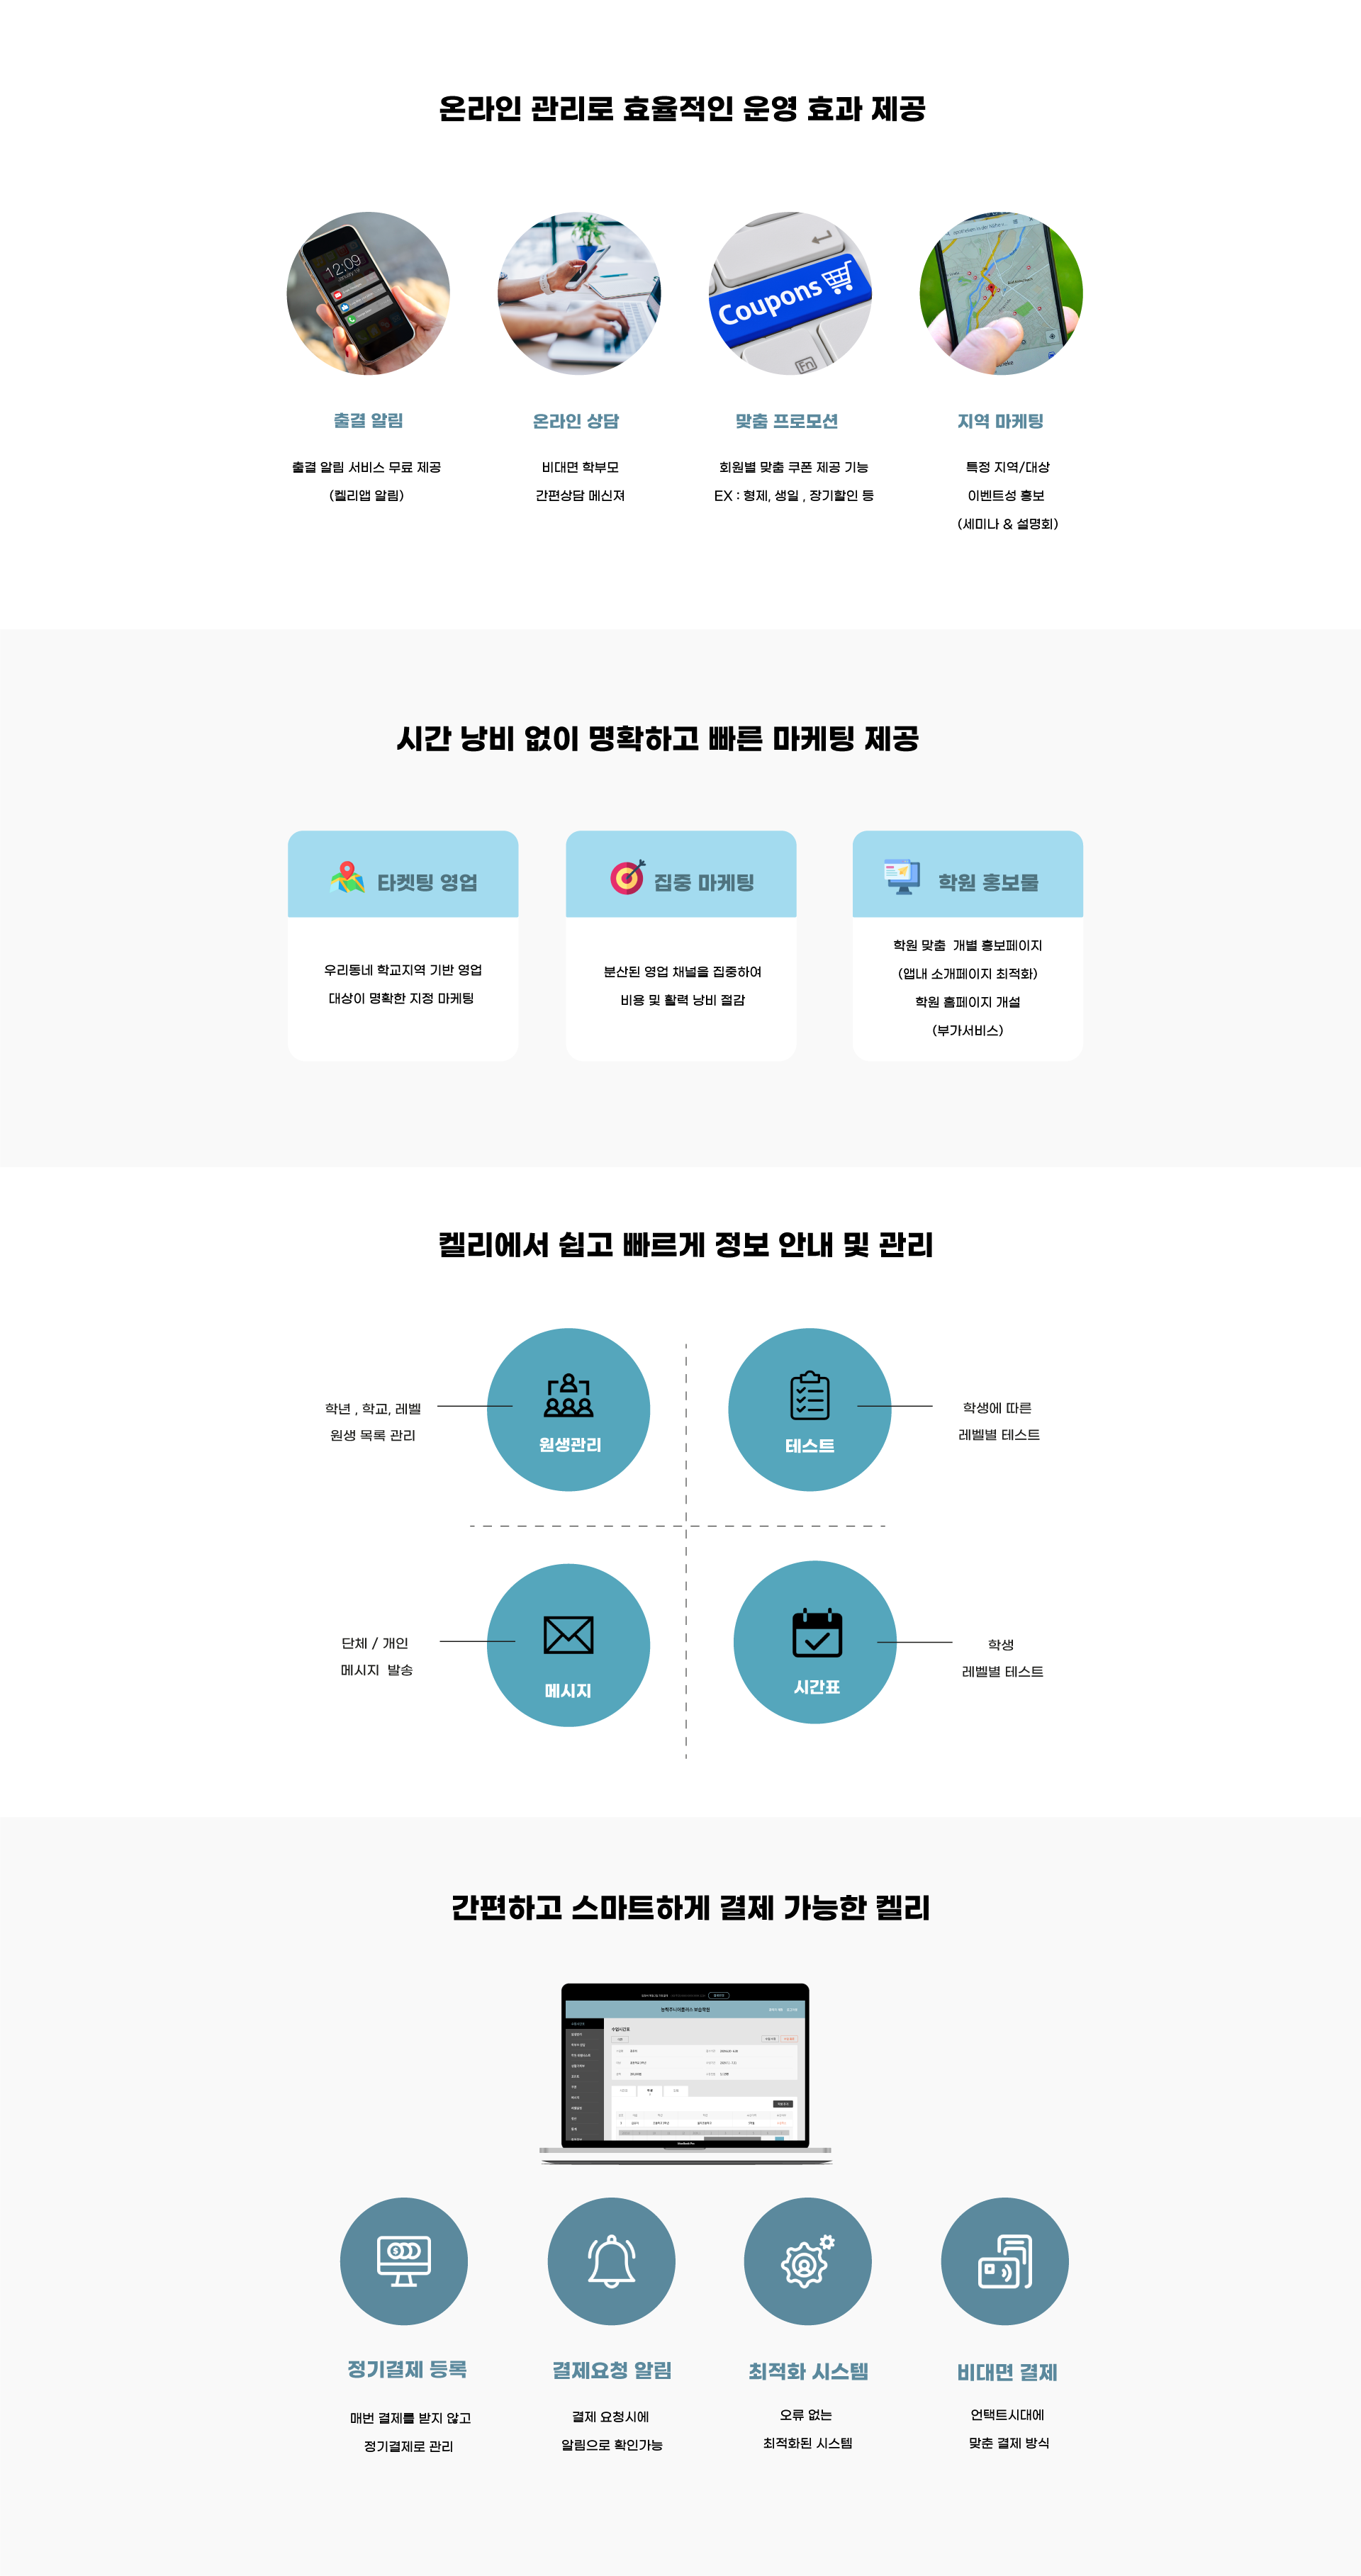 온라인 관리로 효율적인 운영 효과 제공
12:09
Coupons
Fn
출결 알림
출결 알림 서비스 무료 제공
(켈리앱 알림)
온라인 상담
비대면 학부모
간편상담 메신져
맞춤 프로모션
회원별 맞춤 쿠폰 제공 기능
EX : 형제, 생일 , 장기할인 등
지역 마케팅
특정 지역/대상
이벤트성 홍보
(세미나 & 설명회)
시간 낭비 없이 명확하고 빠른 마케팅 제공
타켓팅 영업
우리동네 학교지역 기반 영업
대상이 명확한 지정 마케팅
집중 마케팅
분산된 영업 채널을 집중하여
비용 및 활력 낭비 절감
학원 홍보물
학원 맞춤  개별 홍보페이지
(앱내 소개페이지 최적화)
학원 홈페이지 개설
(부가서비스)
켈리에서 쉽고 빠르게 정보 안내 및 관리
학년 , 학교, 레벨
원생 목록 관리
원생관리
테스트
학생에 따른
레벨별 테스트
단체 / 개인
메시지  발송
메시지
시간표
학생
레벨별 테스트
간편하고 스마트하게 결제 가능한 켈리
수업시간표
MacBook Pro
정기결제 등록
매번 결제를 받지 않고
정기결제로 관리
결제요청 알림
결제 요청시에
알림으로 확인가능
최적화 시스템
오류 없는
최적화된 시스템
비대면 결제
언택트시대에
맞춘 결제 방식